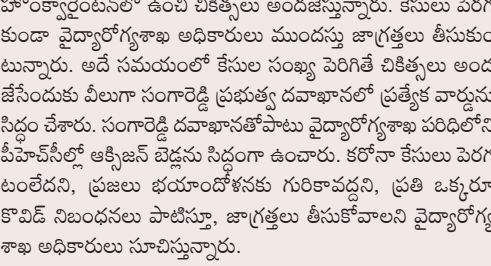 హోంక్వారంటైన్‌లో ఉంచి చికిత్సలు అందజేస్తున్నారు. కేసులు పెరగ
కుండా వైద్యారోగ్యశాఖ అధికారులు ముందస్తు జాగ్రత్తలు తీసుకుం
టున్నారు. అదే సమయంలో కేసుల సంఖ్య పెరిగితే చికిత్సలు అంద
జేసేందుకు వీలుగా సంగారెడ్డి ప్రభుత్వ దవాఖానలో ప్రత్యేక వార్డును
సిద్ధం చేశారు. సంగారెడ్డి దవాఖానతోపాటు వైద్యారోగ్యశాఖ పరిధిలోని
పీహెచ్‌సీల్లో ఆక్సిజన్ బెడ్లను సిద్ధంగా ఉంచారు. కరోనా కేసులు పెరగ
టంలేదని, ప్రజలు భయాందోళనకు గురికావద్దని, ప్రతి ఒక్కరూ
కొవిడ్ నిబంధనలు పాటిస్తూ, జాగ్రత్తలు తీసుకోవాలని వైద్యారోగ్య
శాఖ అధికారులు సూచిస్తున్నారు.